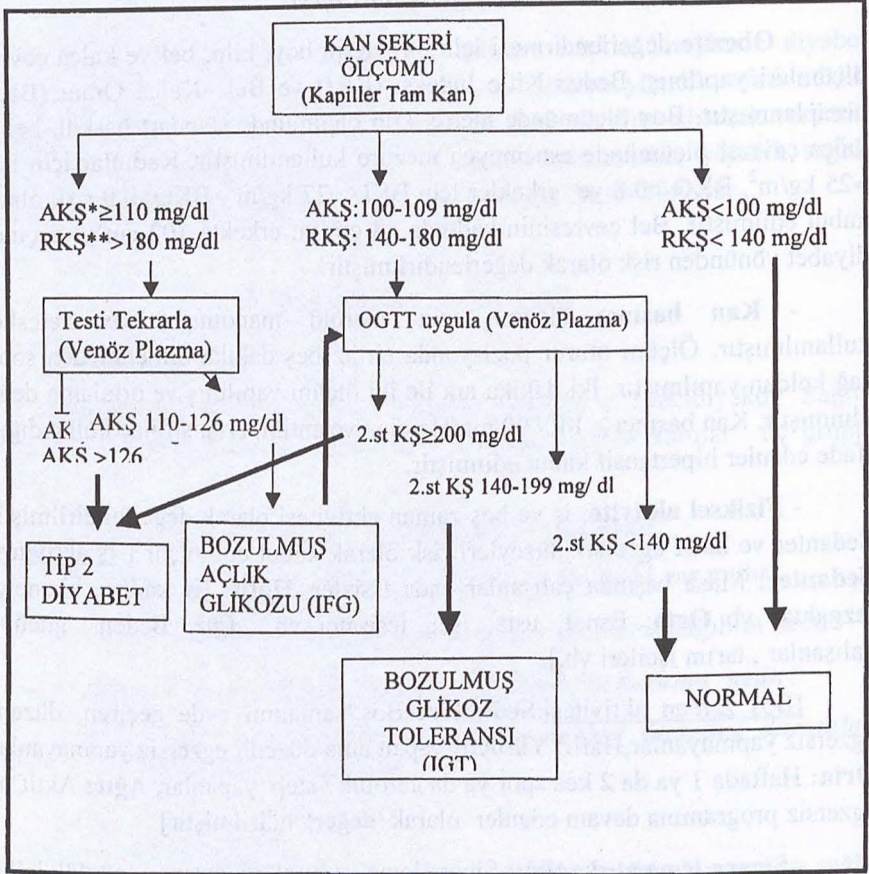 KAN ŞEKERİ
ÖLÇÜMÜ
(Kapiller Tam Kan)
AKŞ*≥110 mg/dl
RKŞ**>180 mg/dl
AKŞ:100-109 mg/dl
RKŞ: 140-180 mg/dl
AKŞ<100 mg/dl
RKŞ< 140 mg/dl
Testi Tekrarla
(Venöz Plazma)
OGTT uygula (Venöz Plazma)
AK
AKŞ >126
AKŞ 110-126 mg/dl
2.st KŞ≥200 mg/dl
2.st KŞ 140-199 mg/ dl
2.st KŞ <140 mg/dl
TİP 2
DİYABET
BOZULMUŞ
AÇLIK
GLİKOZU (IFG)
BOZULMUŞ
GLİKOZ
TOLERANSI
(IGT)
NORMAL